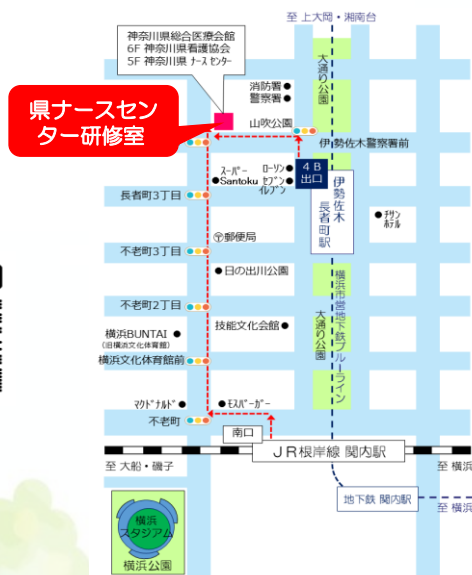 至 上大岡・湘南台
神奈川県総合医療会館
6F 神奈川県看護協会
5F 神奈川県 ナース センター
大通り公園
消防署
警察署
県ナースセン
ター研修室
山吹公園
伊勢佐木警察署前
スーパー
Santoku
ローソン
セブン
イレブン
4B
出口
伊勢佐木
長者町駅
長者町3丁目
チサン
ホテル
〒郵便局
不老町3丁目
日の出川公園
横浜市営地下鉄ブルーライン
大通り公園
不老町2丁目
技能文化会館
横浜BUNTAI
(旧横浜文化体育館)
横浜文化体育館前
マクドナルド
モスバーガー
不老町
南口
JR根岸線 関内駅
至 大船・磯子
至 横浜
地下鉄 関内駅
至 横浜
横浜
スタジアム
横浜公園